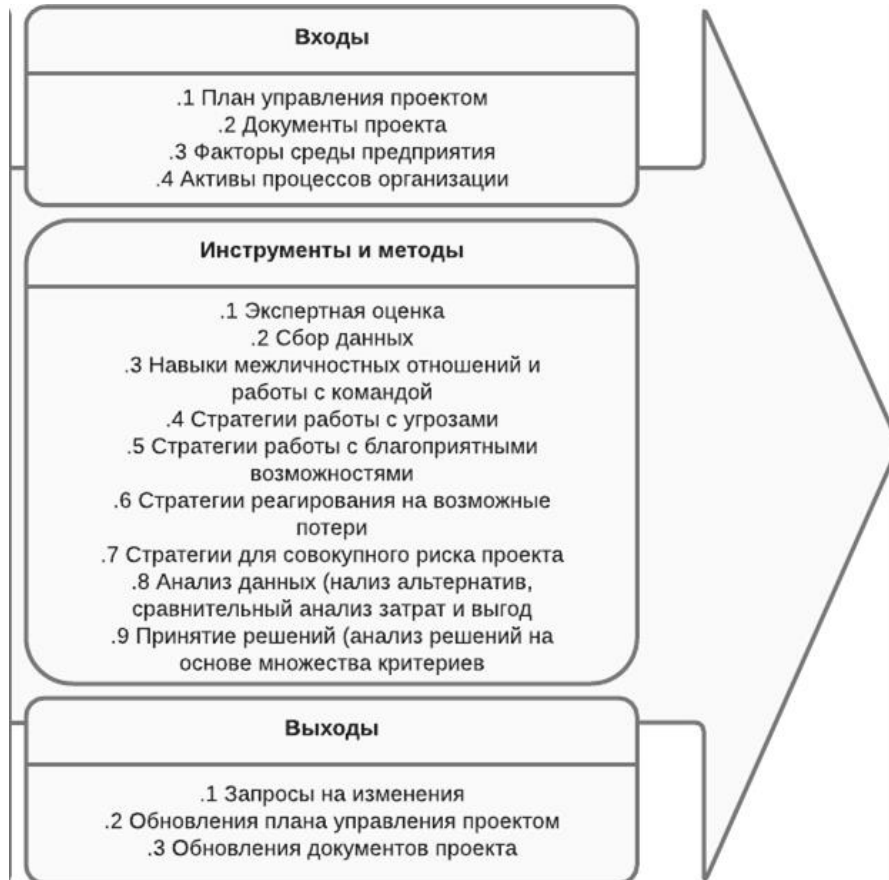 Входы
.1 План управления проектом
.2 Документы проекта
.3 Факторы среды предприятия
.4 Активы процессов организации
Инструменты и методы
.1 Экспертная оценка
.2 Сбор данных
.3 Навыки межличностных отношений и
работы с командой
.4 Стратегии работы с угрозами
.5 Стратегии работы с благоприятными
возможностями
.6 Стратегии реагирования на возможные
потери
.7 Стратегии для совокупного риска проекта
.8 Анализ данных (нализ альтернатив,
сравнительный анализ затрат и выгод
.9 Принятие решений (анализ решений на
основе множества критериев
Выходы
.1 Запросы на изменения
.2 Обновления плана управления проектом
.3 Обновления документов проекта